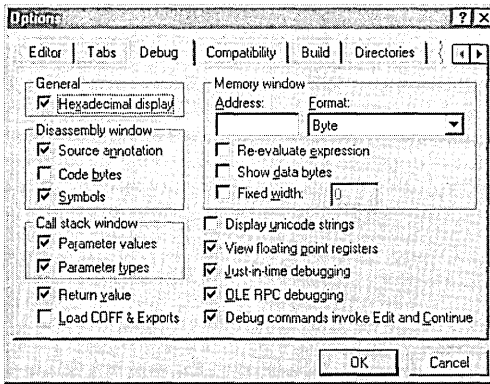 Options
Editor Tabs Debug Compatibility Build Directories
General
Hexadecimal display
Disassembly window
Source annotation
Code bytes
Symbols
Call stack window
Parameter values
Parameter types
Return value
Load COFF & Exports
Memory window
Address: Format:
Byte
Re-evaluate expression
Show data bytes
Fixed width: 0
Display unicode strings
View floating point registers
Just-in-time debugging
OLE RPC debugging
Debug commands invoke Edit and Continue
OK Cancel